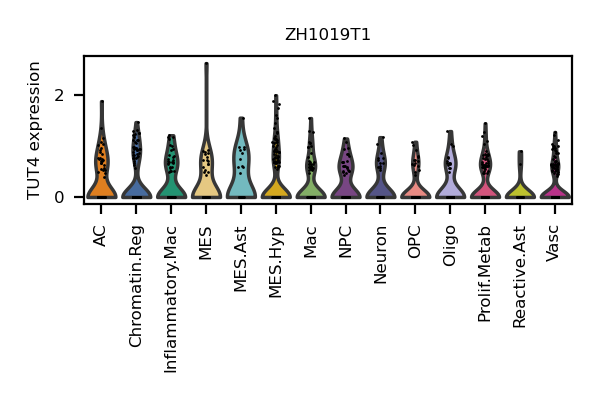 ZH1019T1
TUT4 expression
2
0
AC
Chromatin.Reg
Inflammatory.Mac
MES
MES.Ast
MES.Hyp
Mac
NPC
Neuron
OPC
Oligo
Prolif.Metab
Reactive.Ast
Vasc